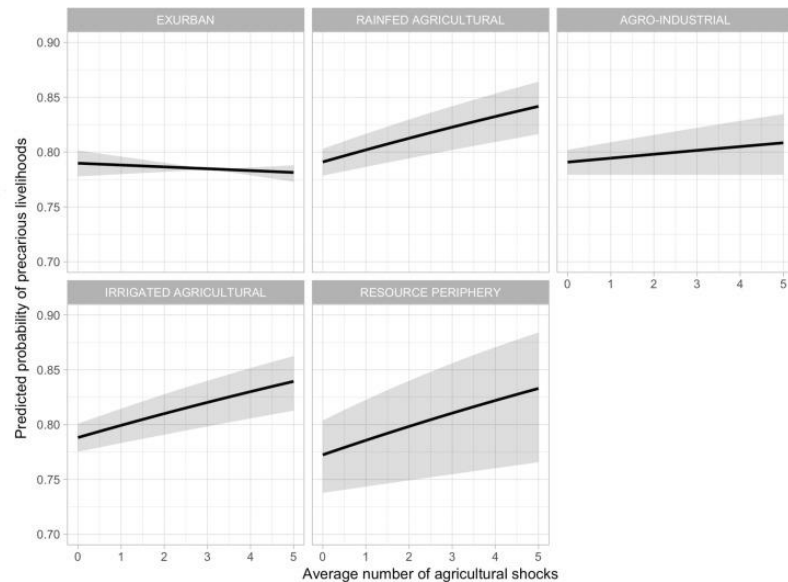 EXURBAN
RAINFED AGRICULTURAL
AGRO-INDUSTRIAL
0.90
0.85
0.80
0.75
0.70
0 1 2 3 4 5
IRRIGATED AGRICULTURAL
RESOURCE PERIPHERY
0.90
0.85
0.80
0.75
0.70
0 1 2 3 4 5
0 1 2 3 4 5
Predicted probability of precarious livelihoods
Average number of agricultural shocks